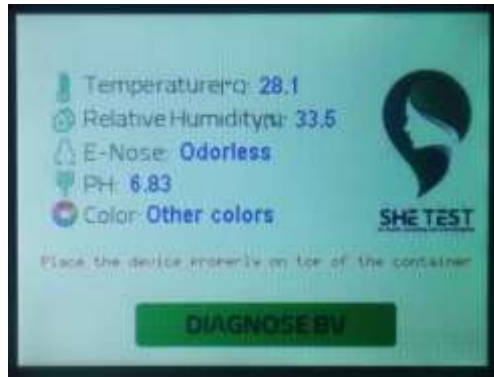 Temperature(°C): 28.1
Relative Humidity(%): 33.5
E-Nose: Odorless
PH: 6.83
Color: Other colors
SHE TEST
Place the device properly on top of the container
DIAGNOSE BV